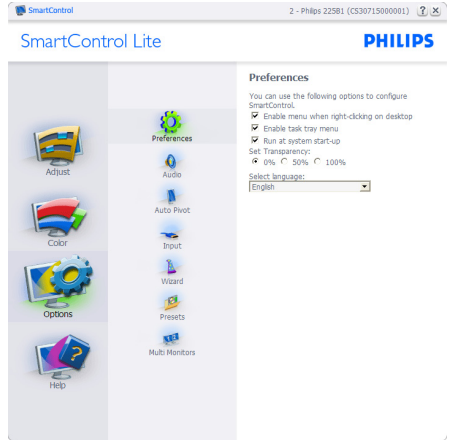 SmartControl
2 - Philips 225B1 (CS30715000001)
?
X
SmartControl Lite
PHILIPS
Adjust
Color
Options
Help
Preferences
Audio
Auto Pivot
Input
Wizard
Presets
Multi Monitors
Preferences
You can use the following options to configure
SmartControl.
Enable menu when right-clicking on desktop
Enable task tray menu
Run at system start-up
Set Transparency:
0% 50% 100%
Select language:
English